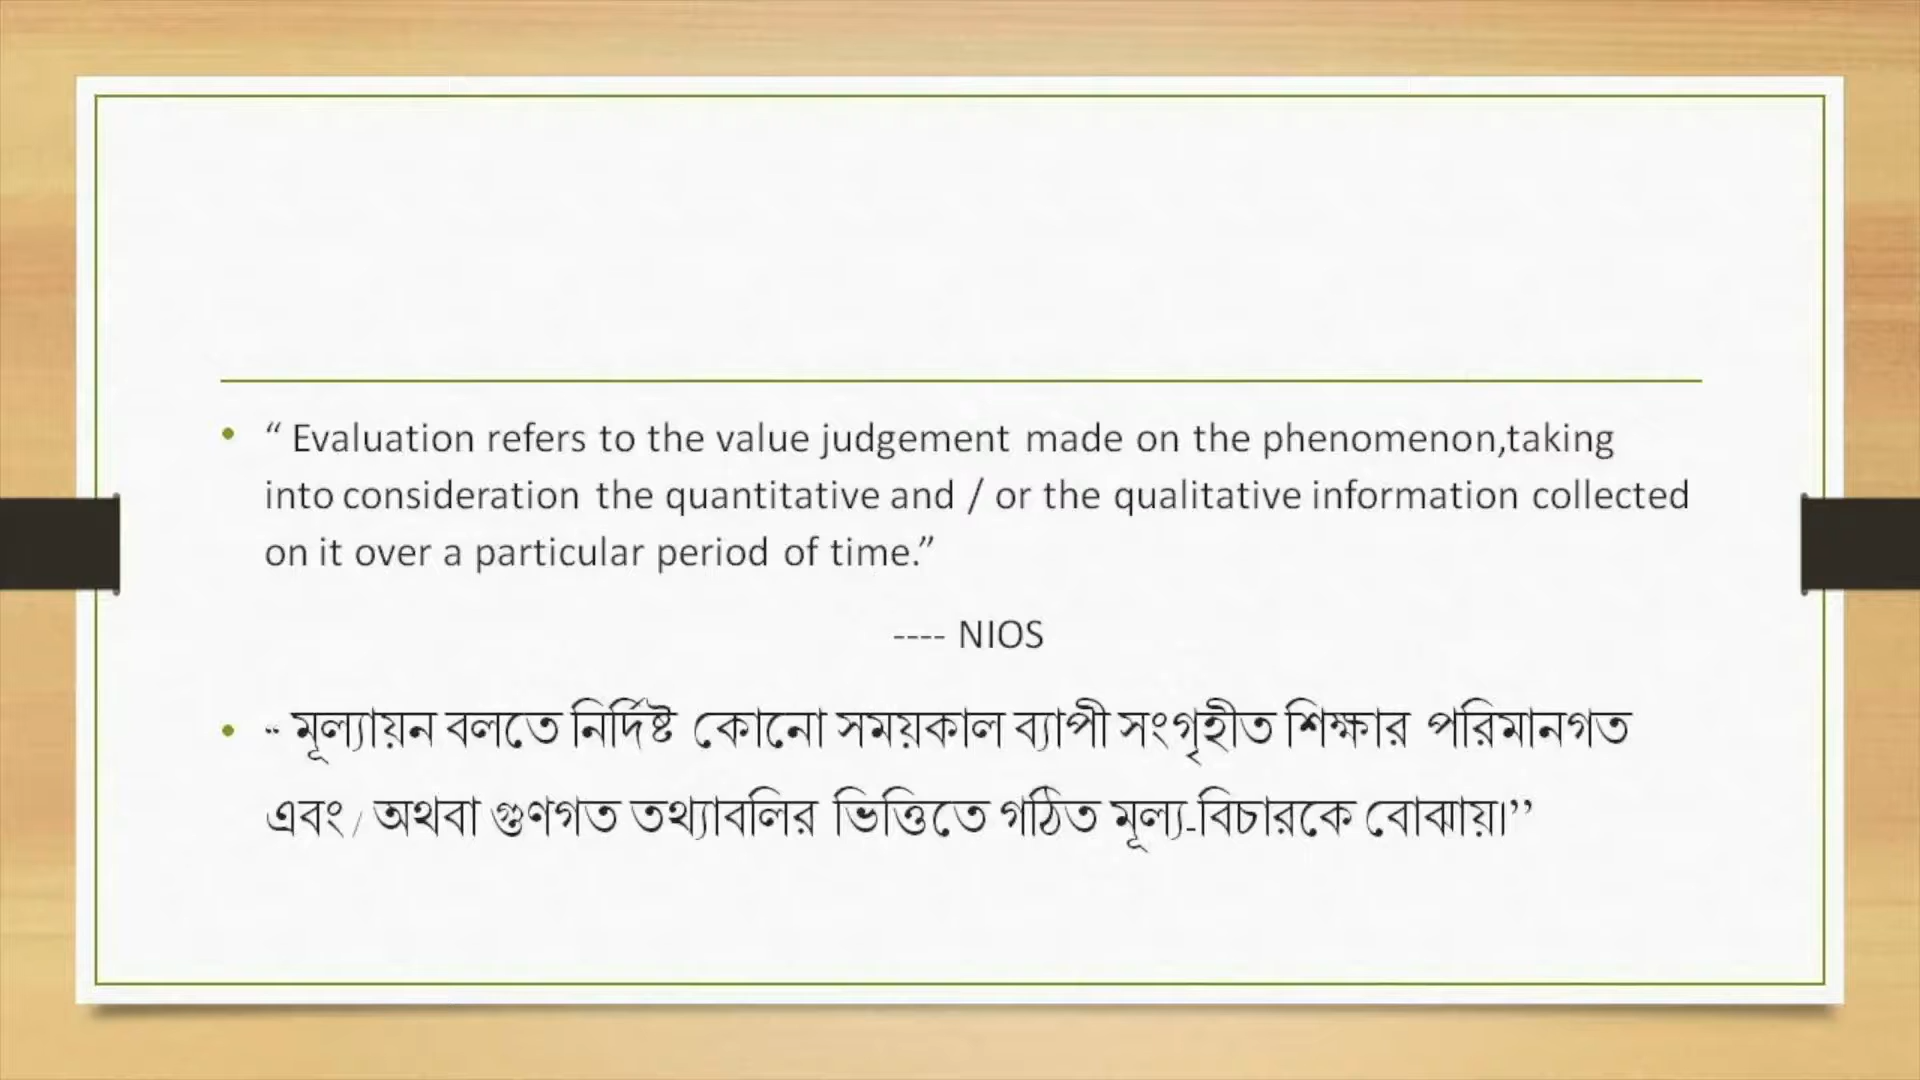 • “ Evaluation refers to the value judgement made on the phenomenon,taking
into consideration the quantitative and / or the qualitative information collected
on it over a particular period of time.”
---- NIOS
• “ মূল্যায়ন বলতে নির্দিষ্ট কোনো সময়কাল ব্যাপী সংগৃহীত শিক্ষার পরিমানগত
এবং / অথবা গুণগত তথ্যাবলির ভিত্তিতে গঠিত মূল্য-বিচারকে বোঝায়।’’